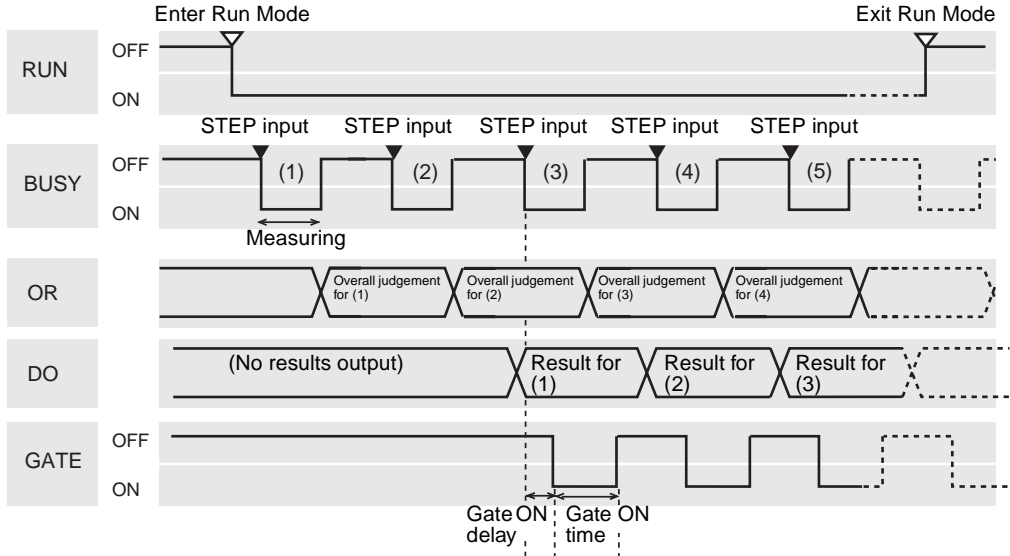 Enter Run Mode
Exit Run Mode
RUN
OFF
ON
STEP input
STEP input
STEP input
STEP input
STEP input
BUSY
OFF
ON
(1)
(2)
(3)
(4)
(5)
Measuring
OR
Overall judgement
for (1)
Overall judgement
for (2)
Overall judgement
for (3)
Overall judgement
for (4)
DO
(No results output)
Result for
(1)
Result for
(2)
Result for
(3)
GATE
OFF
ON
Gate ON
delay
Gate ON
time